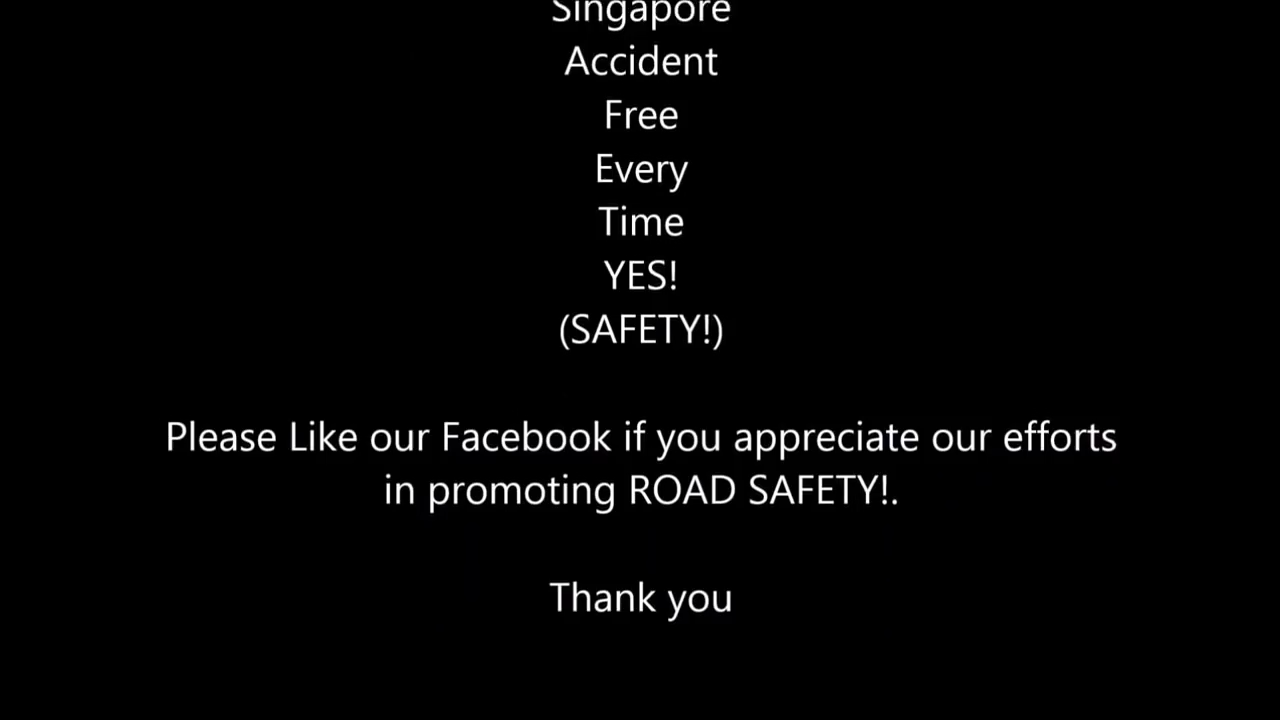 Singapore
Accident
Free
Every
Time
YES!
(SAFETY!)
Please Like our Facebook if you appreciate our efforts
in promoting ROAD SAFETY!.
Thank you